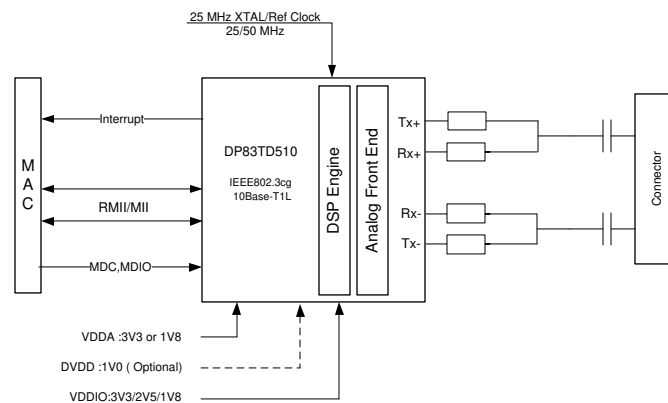 25 MHz XTAL/Ref Clock
25/50 MHz
MAC
Interrupt
RMII/MII
MDC,MDIO
DP83TD510
IEEE802.3cg
10Base-T1L
DSP Engine
Analog Front End
Tx+
Rx+
Rx-
Tx-
Connector
VDDA :3V3 or 1V8
DVDD :1V0 ( Optional)
VDDIO:3V3/2V5/1V8